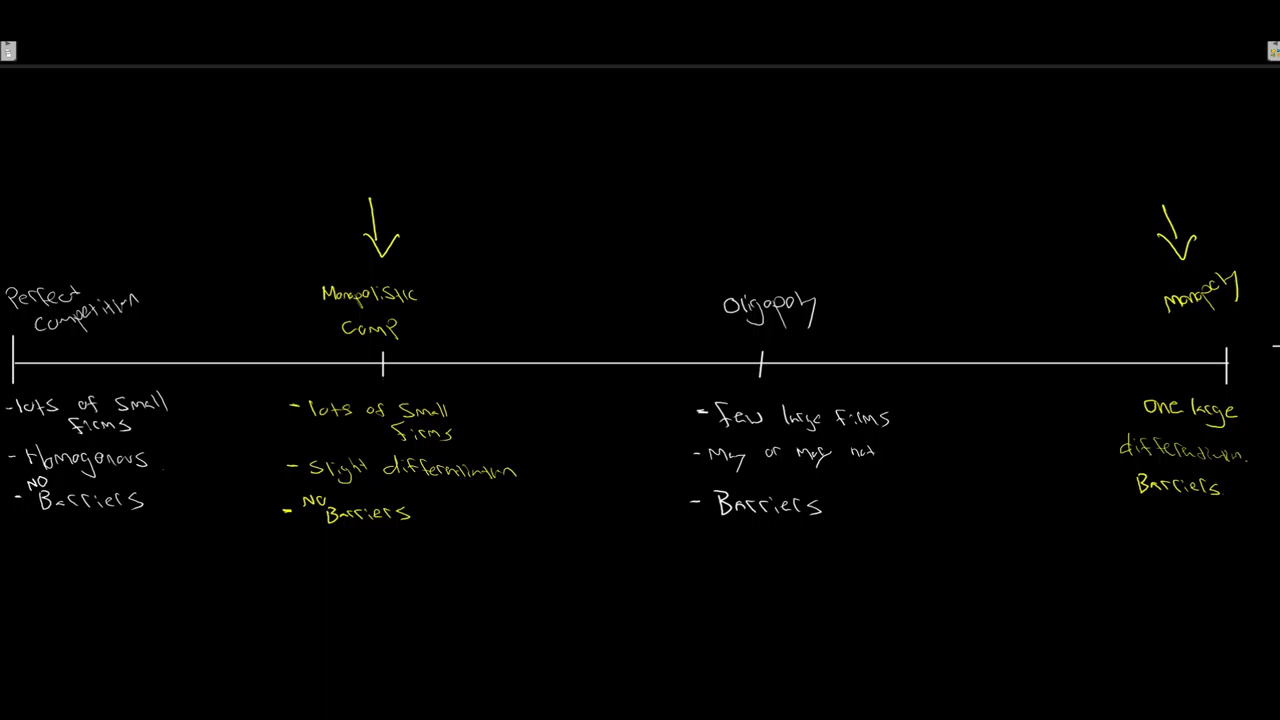 Perfect
Competition
- lots of small
firms
- Homogenous
- NO Barriers
Monopolistic
Comp
- lots of small
firms
- slight differentiation
- NO Barriers
Oligopoly
- Few large firms
- May or may not
- Barriers
Monopoly
one large
differentiation.
Barriers.